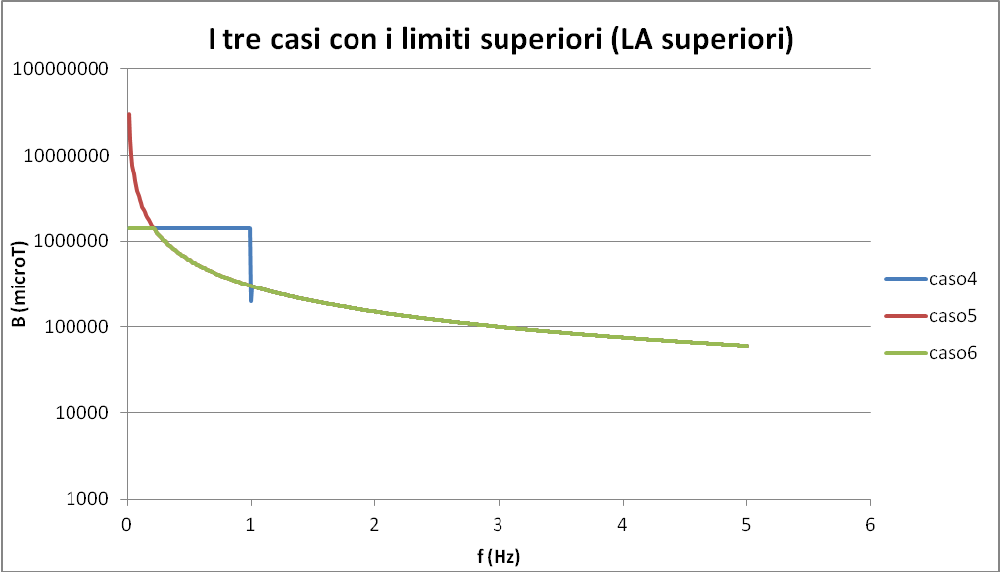 I tre casi con i limiti superiori (LA superiori)
100000000
10000000
1000000
100000
10000
1000
B (microT)
0 1 2 3 4 5 6
f (Hz)
caso4
caso5
caso6